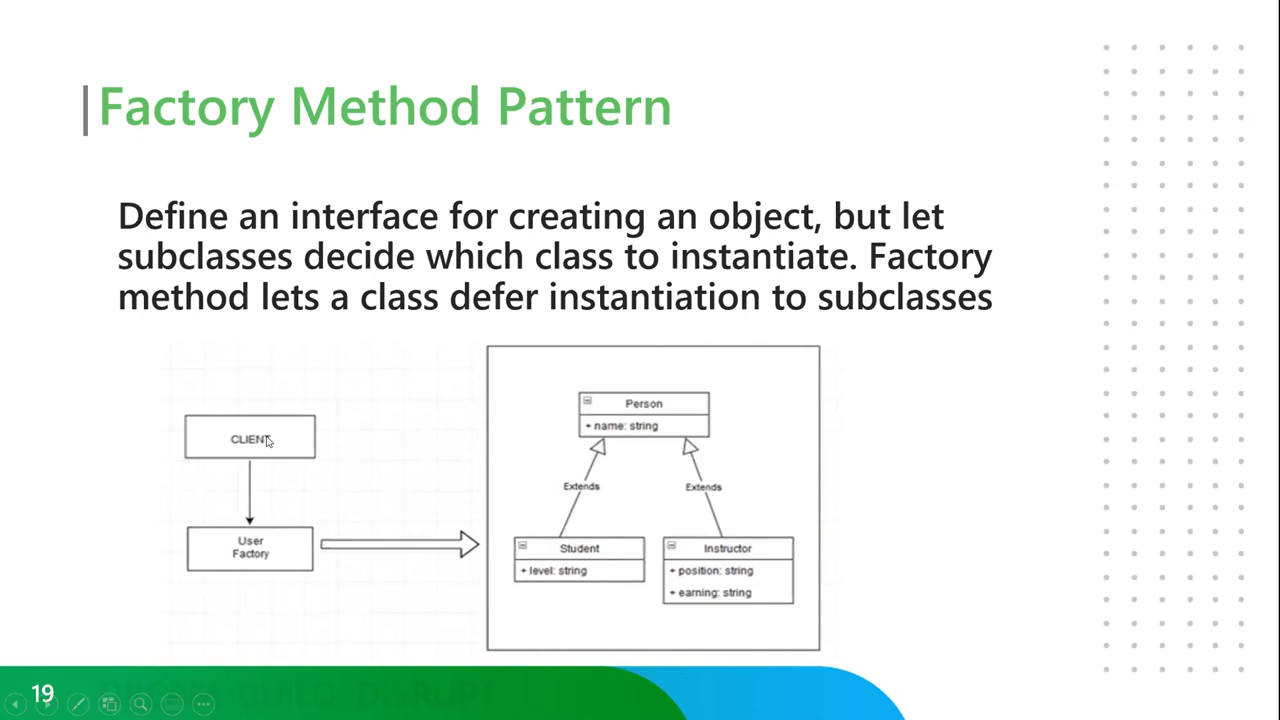 Factory Method Pattern
Define an interface for creating an object, but let
subclasses decide which class to instantiate. Factory
method lets a class defer instantiation to subclasses
CLIENT
User
Factory
Person
+ name: string
Extends
Extends
Student
+ level: string
Instructor
+ position: string
+ earning: string
19
BUILD DISRUPT